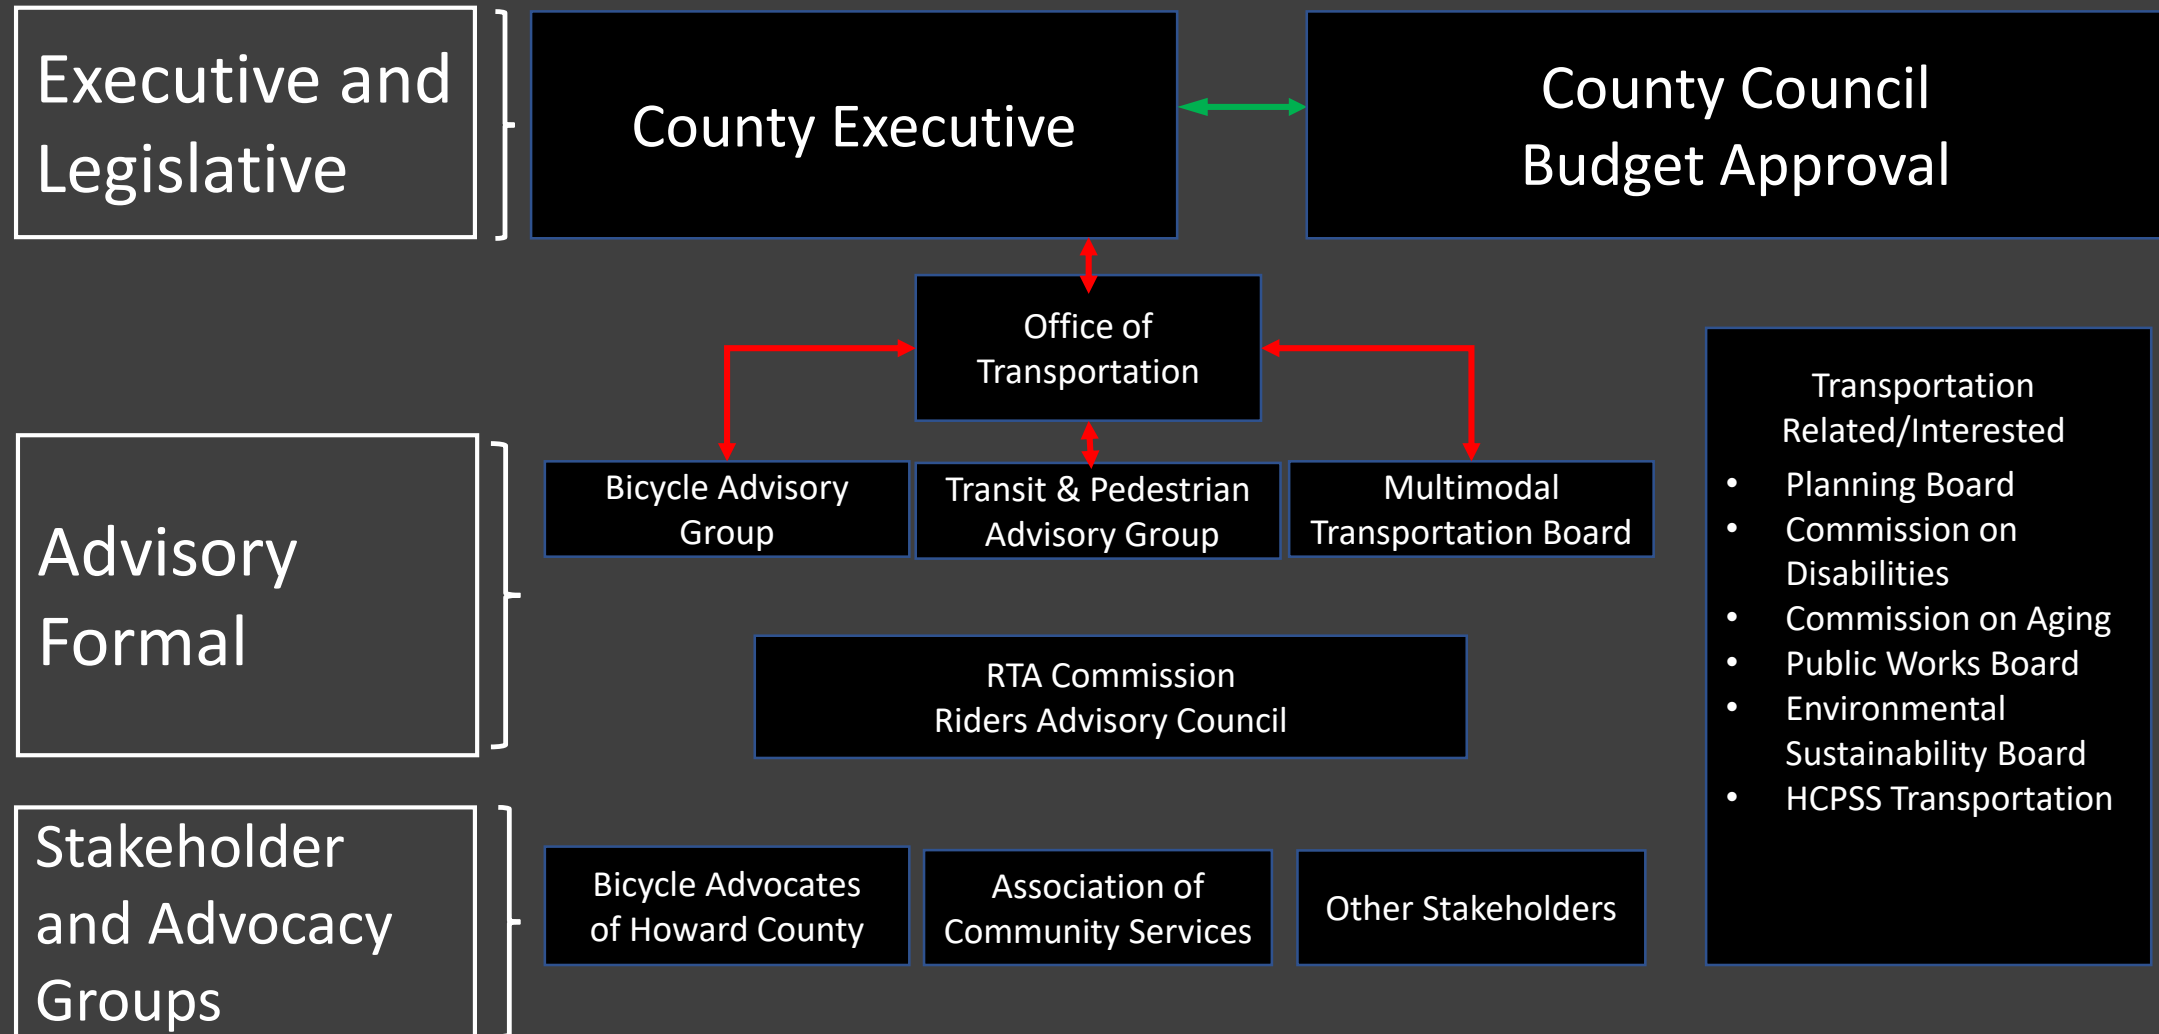 Executive and
Legislative
County Executive
County Council
Budget Approval
Office of
Transportation
Advisory
Formal
Bicycle Advisory
Group
Transit & Pedestrian
Advisory Group
Multimodal
Transportation Board
RTA Commission
Riders Advisory Council
Transportation
Related/Interested
• Planning Board
• Commission on
Disabilities
• Commission on Aging
• Public Works Board
• Environmental
Sustainability Board
• HCPSS Transportation
Stakeholder
and Advocacy
Groups
Bicycle Advocates
of Howard County
Association of
Community Services
Other Stakeholders